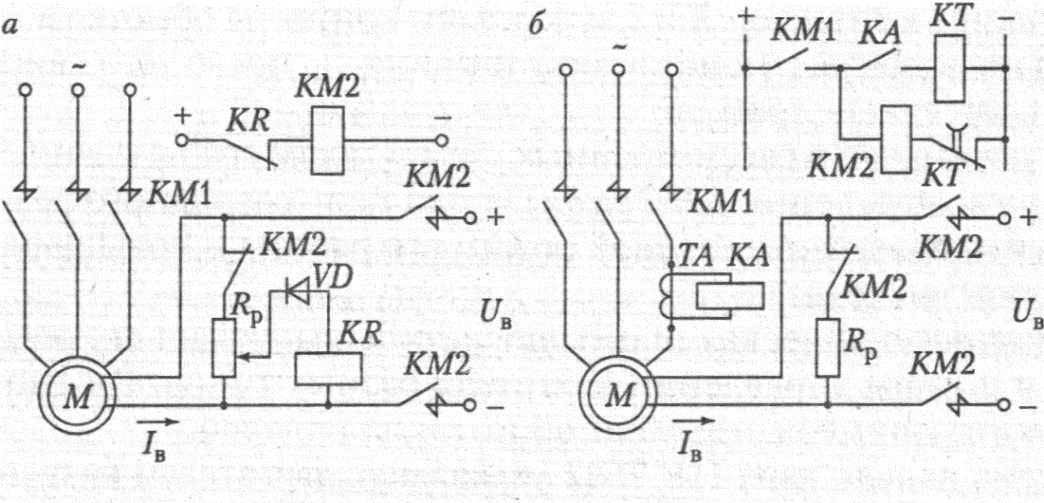 а
~
+ KR KM2 −
KM1
KM2
+
KM2
VD
Rр
Uв
KR
KM2
−
M
Iв
б
~
+ KM1 KA KT −
KM2
KT
KM1
+
KM2
TA KA
KM2
Uв
Rр
KM2
−
M
Iв